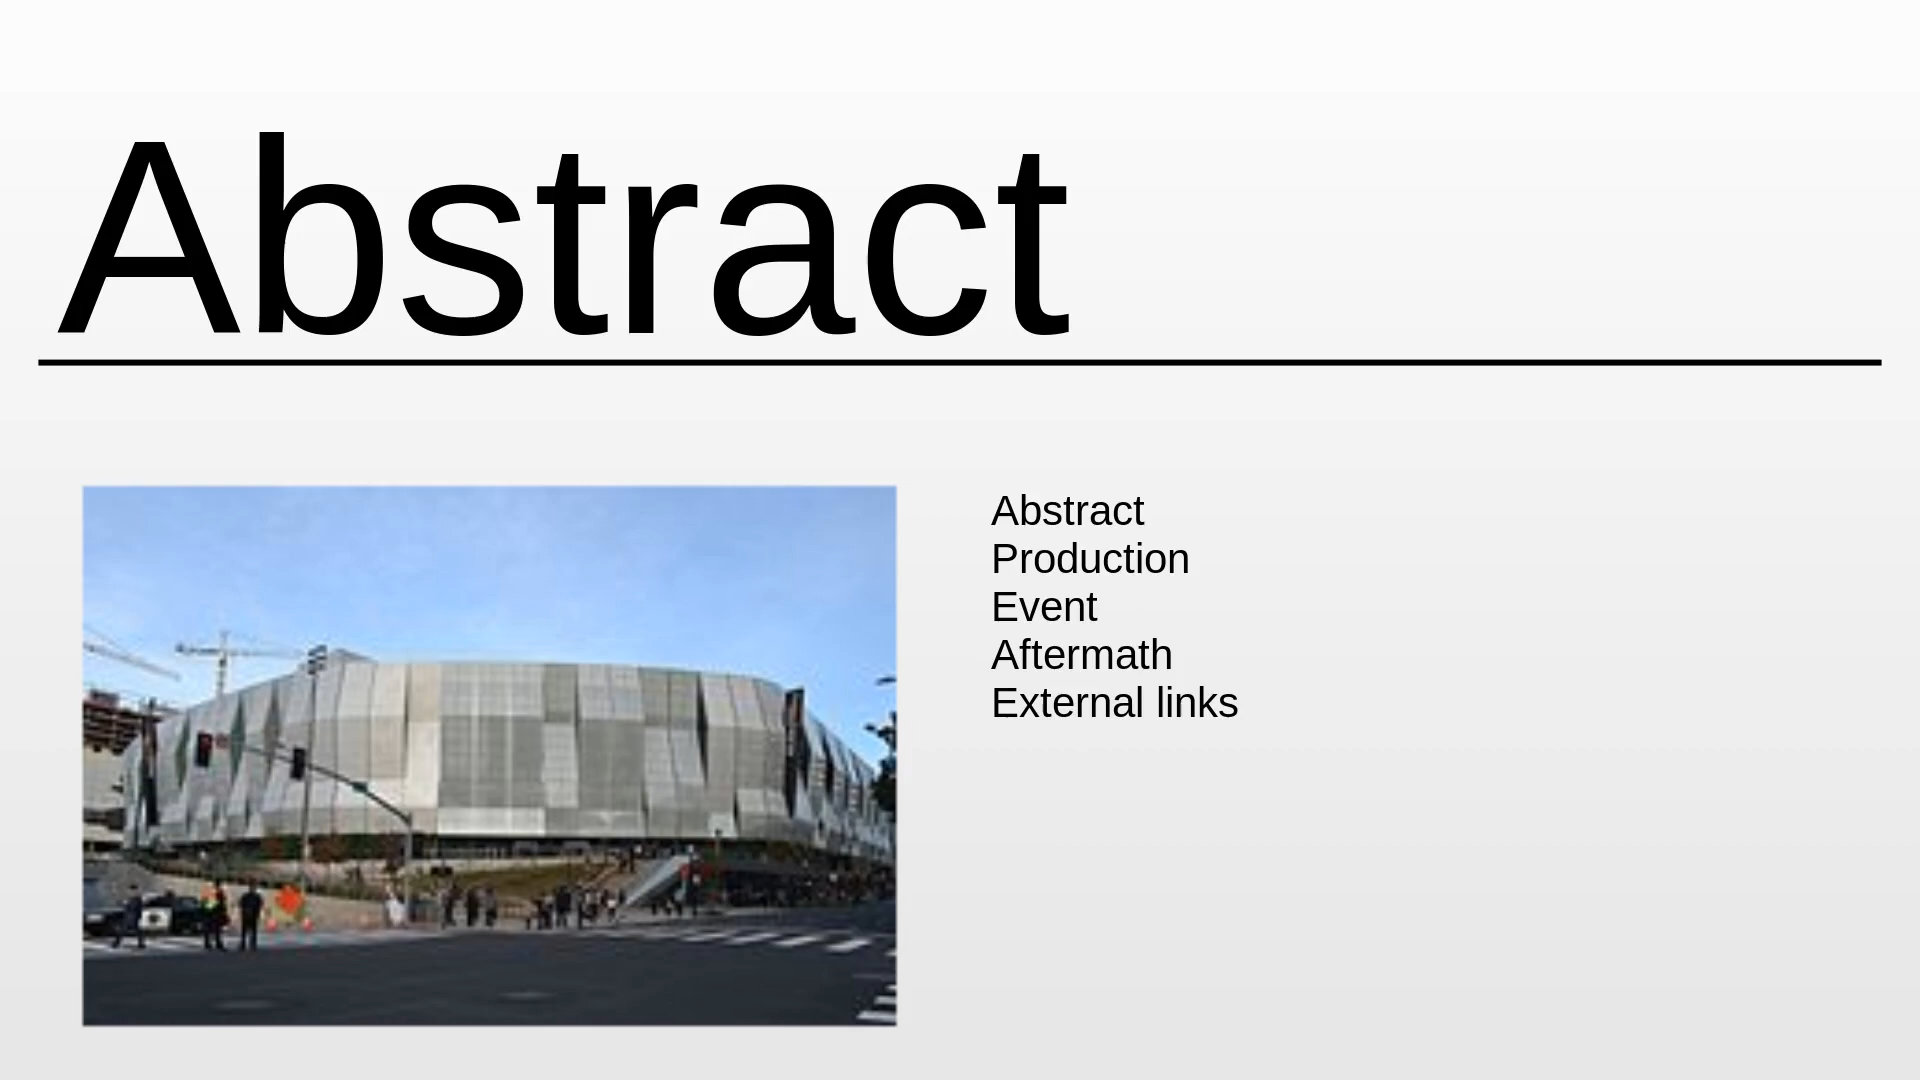 Abstract
Abstract
Production
Event
Aftermath
External links